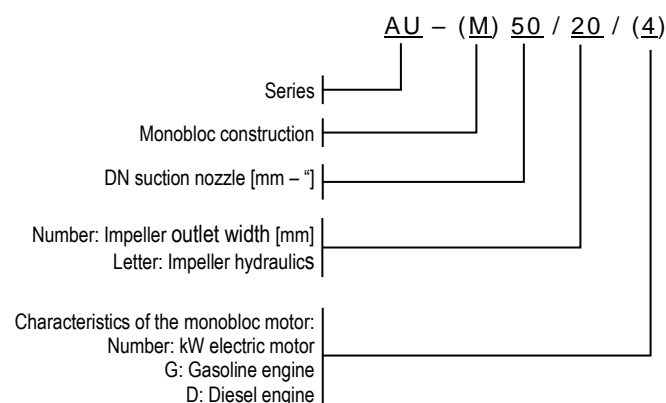 AU – (M) 50 / 20 / (4)
Series
Monobloc construction
DN suction nozzle [mm – “]
Number: Impeller outlet width [mm]
Letter: Impeller hydraulics
Characteristics of the monobloc motor:
Number: kW electric motor
G: Gasoline engine
D: Diesel engine